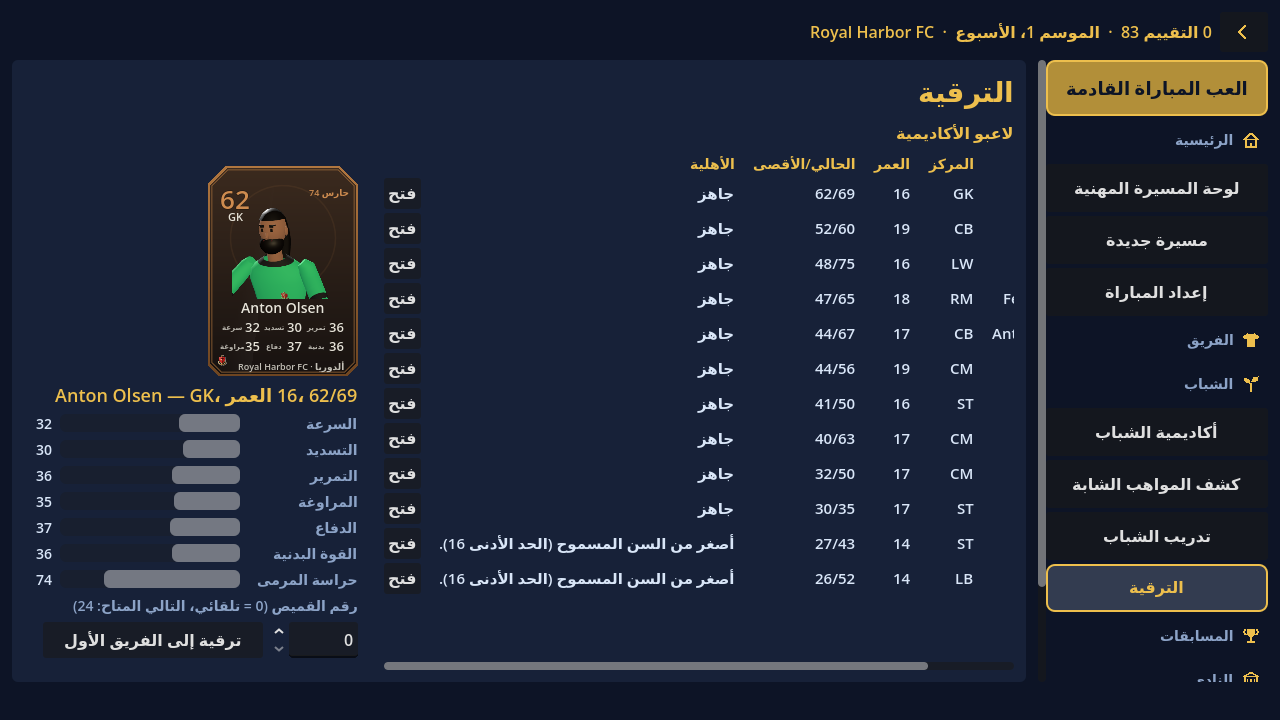 Royal Harbor FC · الموسم 1، الأسبوع · 83 التقييم 0
العب المباراة القادمة
الرئيسية
لوحة المسيرة المهنية
مسيرة جديدة
إعداد المباراة
الفريق
الشباب
أكاديمية الشباب
كشف المواهب الشابة
تدريب الشباب
الترقية
المسابقات
النادي
الترقية
لاعبو الأكاديمية
المركز العمر الحالي/الأقصى الأهلية
GK 16 62/69 جاهز فتح
CB 19 52/60 جاهز فتح
LW 16 48/75 جاهز فتح
RM 18 47/65 جاهز فتح
CB 17 44/67 جاهز فتح
CM 19 44/56 جاهز فتح
ST 16 41/50 جاهز فتح
CM 17 40/63 جاهز فتح
CM 17 32/50 جاهز فتح
ST 17 30/35 جاهز فتح
ST 14 27/43 أصغر من السن المسموح (الحد الأدنى 16). فتح
LB 14 26/52 أصغر من السن المسموح (الحد الأدنى 16). فتح
62 حارس 74
GK
Anton Olsen
36 تمرير 30 تسديد 32 سرعة
36 بدنية 37 دفاع 35 مراوغة
Royal Harbor FC · ألدوريا
Anton Olsen — GK، العمر 16، 62/69
السرعة 32
التسديد 30
التمرير 36
المراوغة 35
الدفاع 37
القوة البدنية 36
حراسة المرمى 74
رقم القميص (0 = تلقائي، التالي المتاح: 24)
0 ترقية إلى الفريق الأول